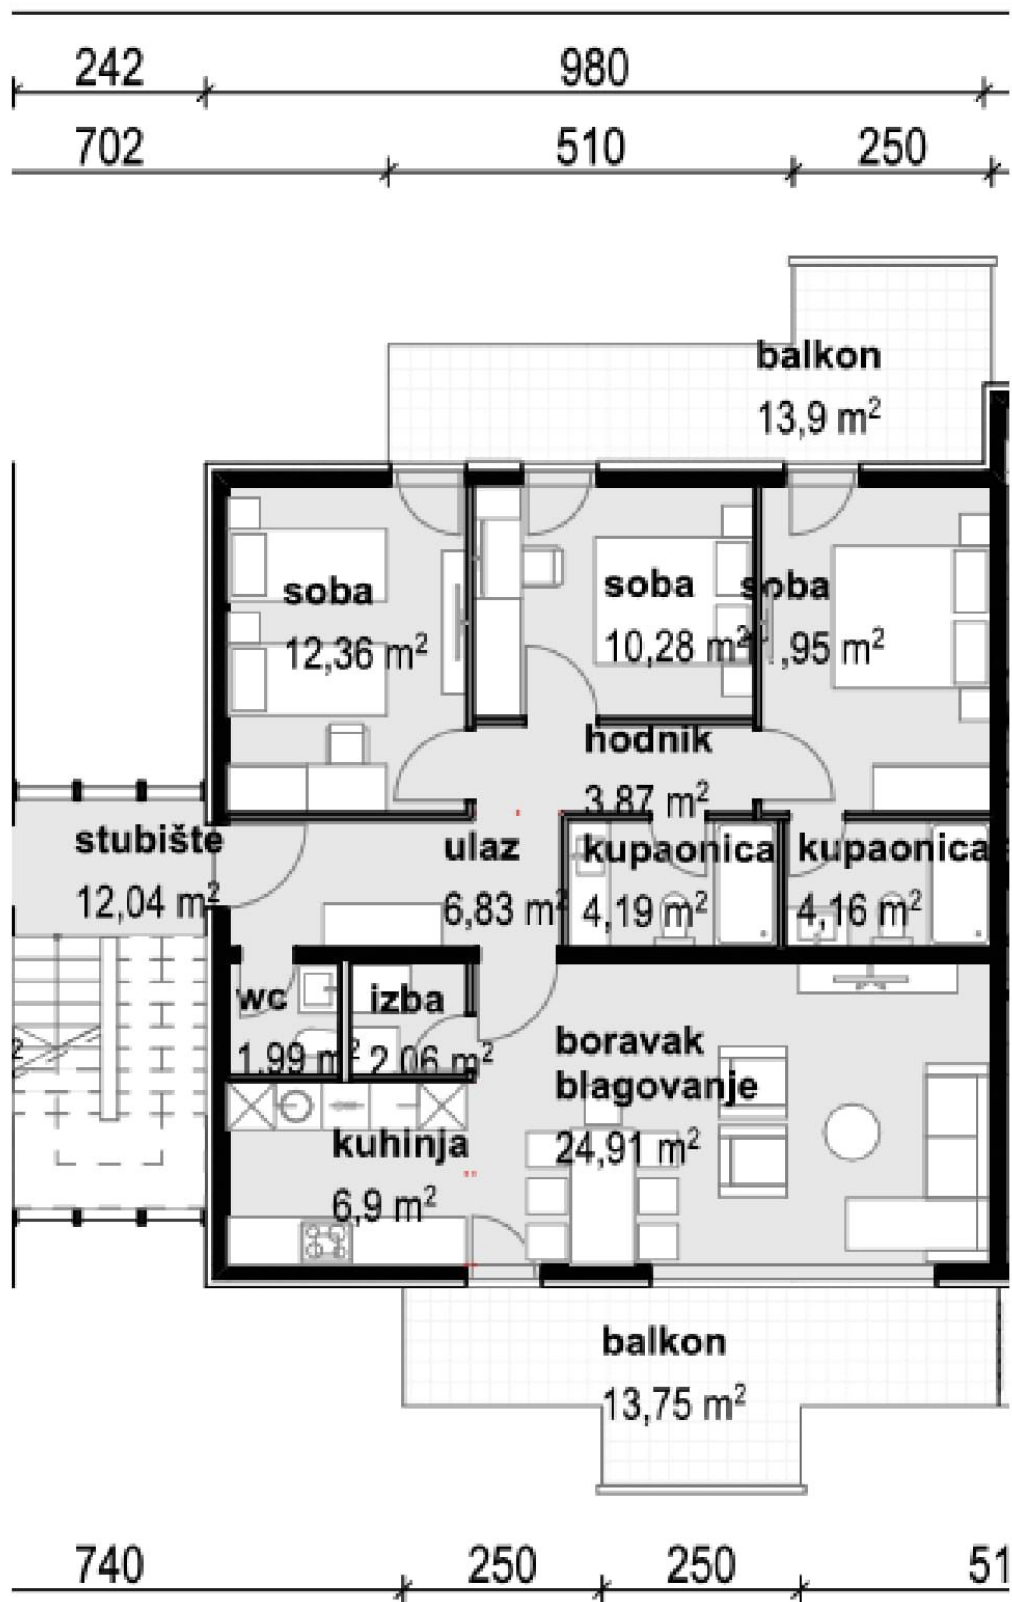 242 980
702 510 250
balkon
13,9 m²
soba
12,36 m²
soba
10,28 m²
soba
,95 m²
hodnik
3,87 m²
stubište
12,04 m²
ulaz
6,83 m²
kupaonica
4,19 m²
kupaonica
4,16 m²
wc
1,99 m²
izba
2,06 m²
boravak
blagovanje
24,91 m²
kuhinja
6,9 m²
balkon
13,75 m²
740 250 250 51